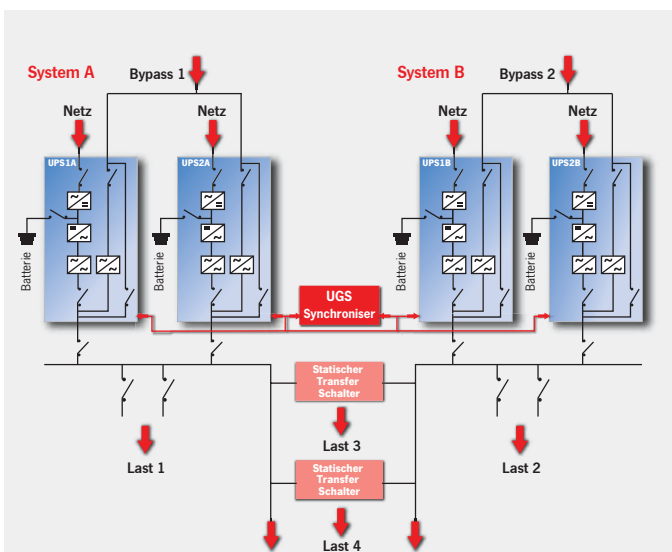 System A
Bypass 1
System B
Bypass 2
Netz
Netz
Netz
Netz
UPS1A
UPS2A
UPS1B
UPS2B
Batterie
Batterie
Batterie
Batterie
UGS
Synchroniser
Statischer
Transfer
Schalter
Last 3
Last 1
Last 2
Statischer
Transfer
Schalter
Last 4